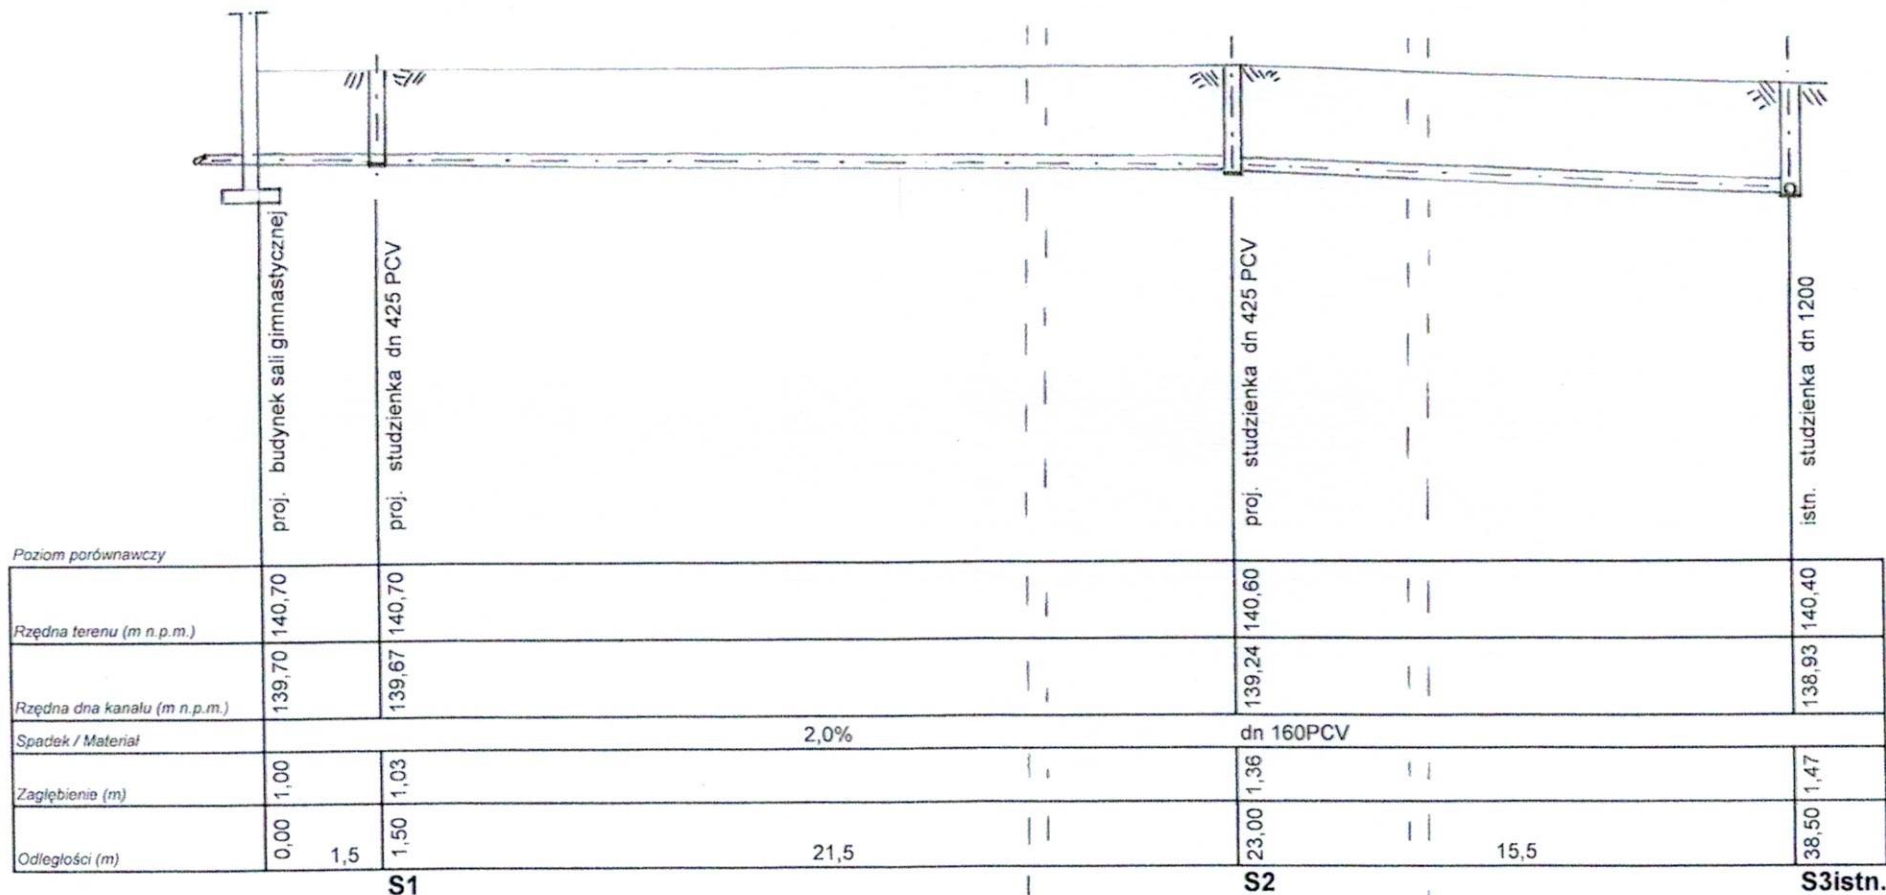 proj. budynek sali gimnastycznej
proj. studzienka dn 425 PCV
proj. studzienka dn 425 PCV
istn. studzienka dn 1200
Poziom porównawczy
Rzędna terenu (m n.p.m.) 140,70 140,70 140,60 140,40
Rzędna dna kanału (m n.p.m.) 139,70 139,67 139,24 138,93
Spadek / Materiał 2,0% dn 160PCV
Zagłębienie (m) 1,00 1,03 1,36 1,47
Odległości (m) 0,00 1,5 1,50 21,5 23,00 15,5 38,50
S1 S2 S3istn.